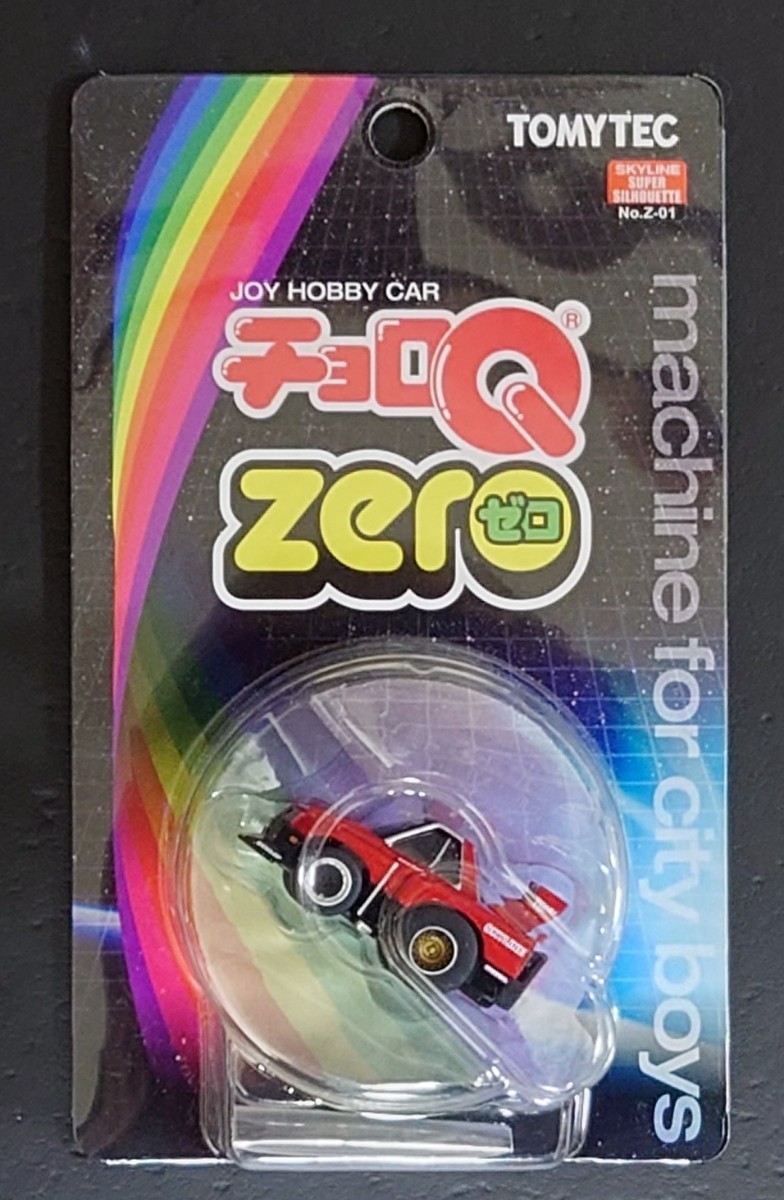 TOMYTEC
SKYLINE
SUPER
SILHOUETTE
No.Z-01
JOY HOBBY CAR
チョロQ®
zero
ゼロ
machine for city boys